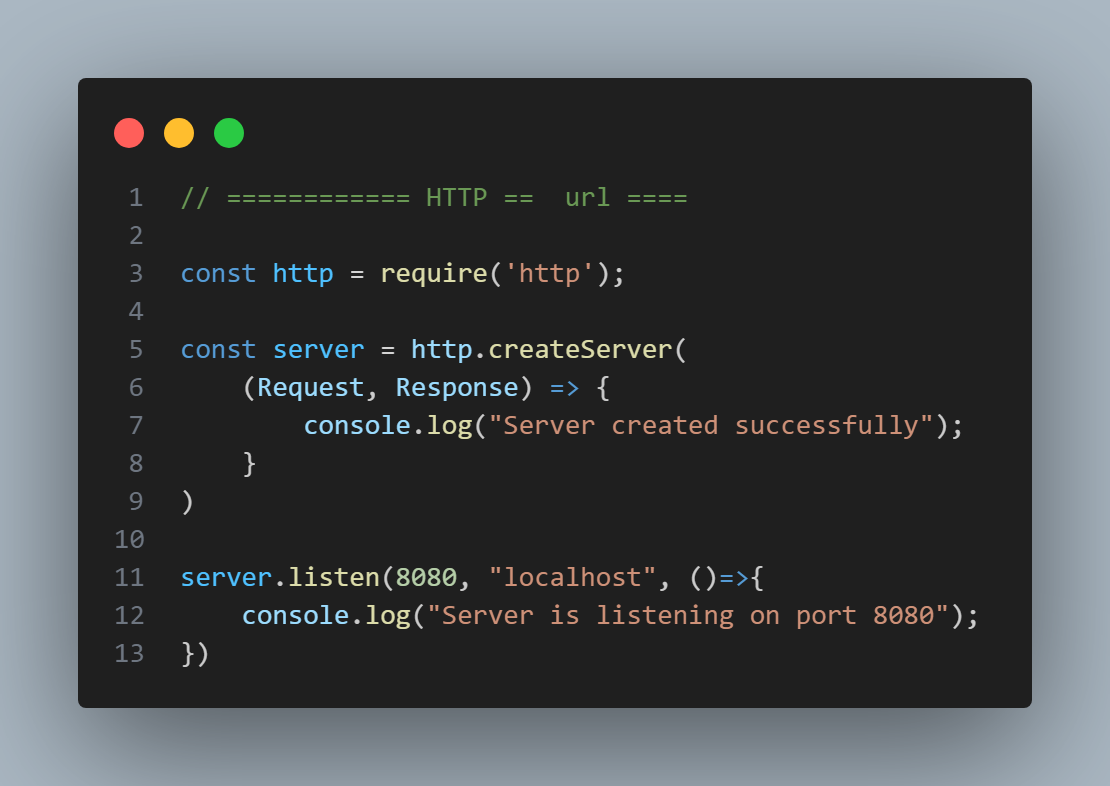 1 // ============ HTTP ==  url ====
2
3 const http = require('http');
4
5 const server = http.createServer(
6     (Request, Response) => {
7         console.log("Server created successfully");
8     }
9 )
10
11 server.listen(8080, "localhost", ()=>{
12     console.log("Server is listening on port 8080");
13 })